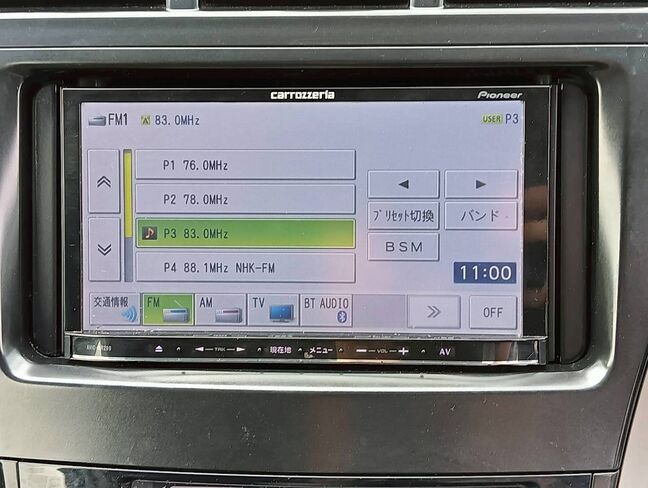 carrozzeria Pioneer
FM1 83.0MHz USER P3
P1 76.0MHz
P2 78.0MHz
P3 83.0MHz
P4 88.1MHz NHK-FM
◄ ►
プリセット切換 バンド
BSM
11:00
交通情報 FM AM TV BT AUDIO OFF
TRK 現在地 メニュー VOL AV